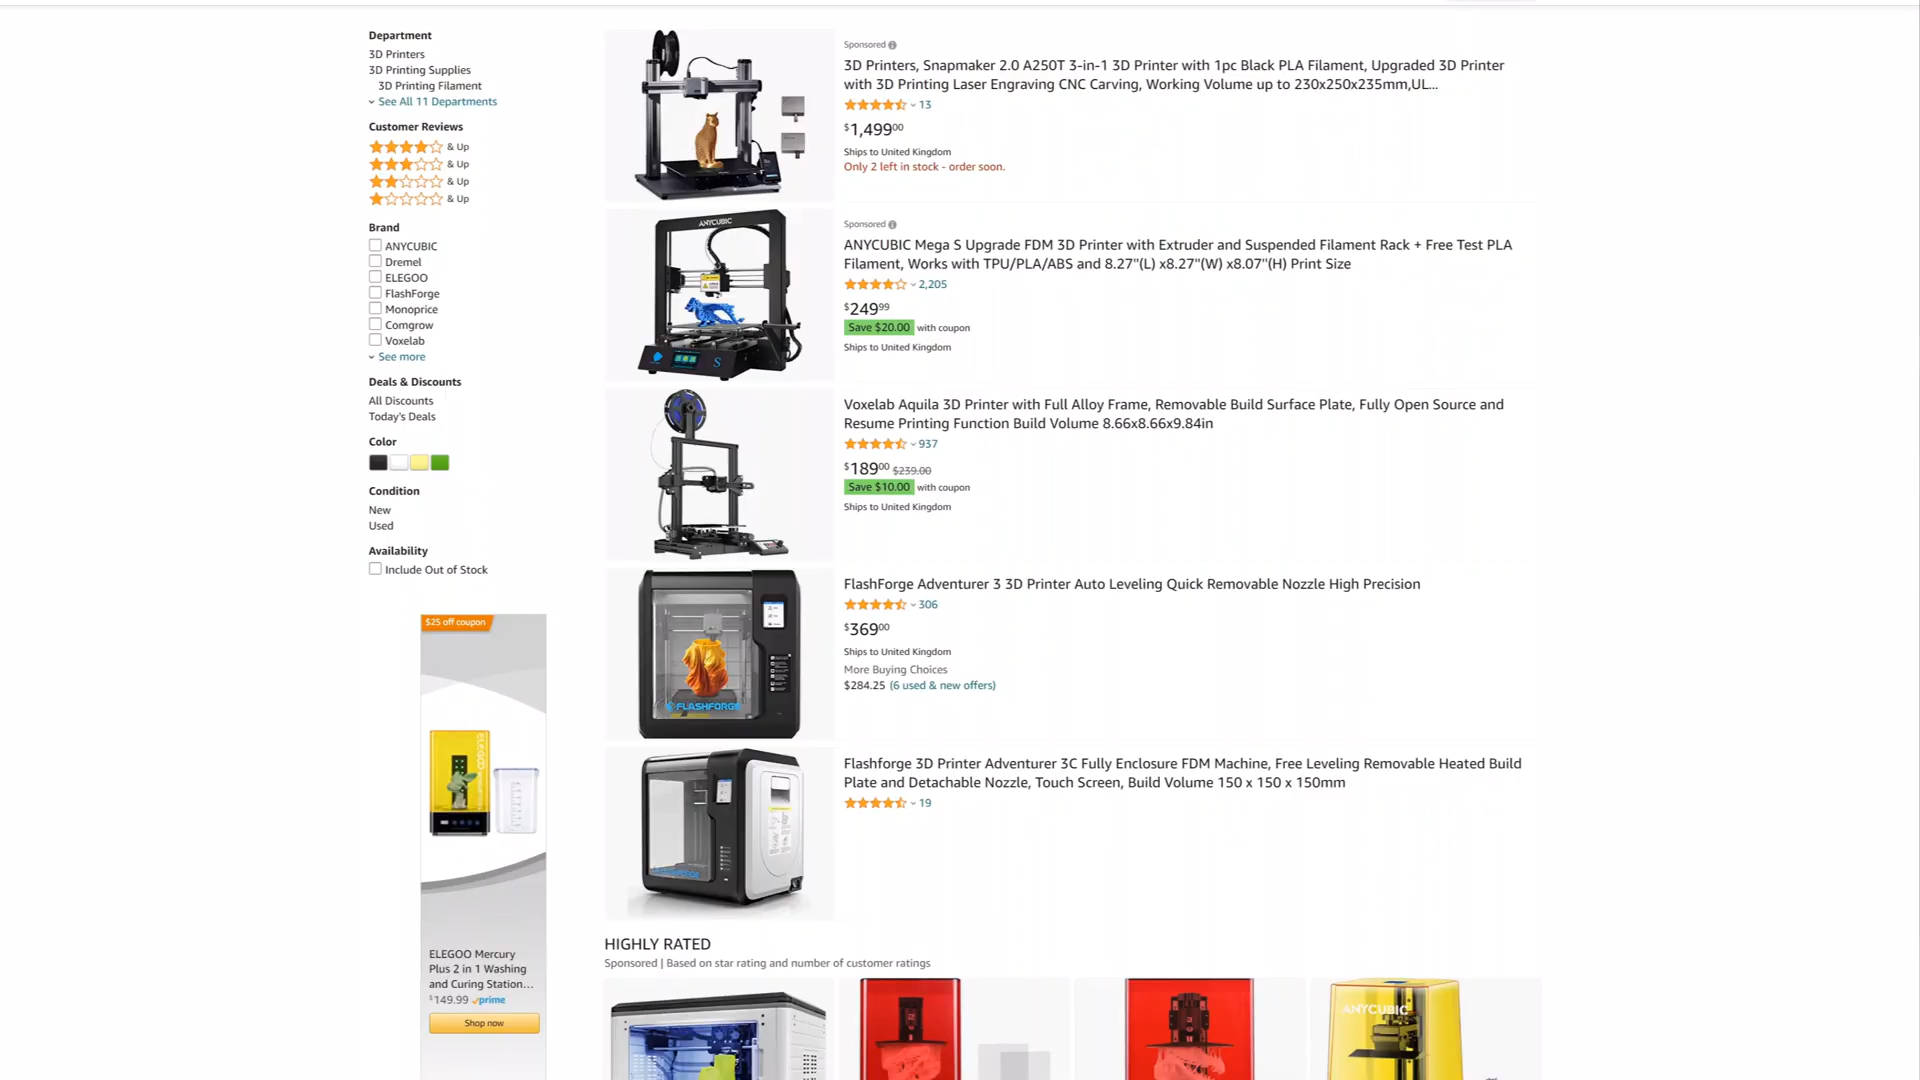 Department
3D Printers
3D Printing Supplies
3D Printing Filament
See All 11 Departments
Customer Reviews
& Up
& Up
& Up
& Up
Brand
ANYCUBIC
Dremel
ELEGOO
FlashForge
Monoprice
Comgrow
Voxelab
See more
Deals & Discounts
All Discounts
Today's Deals
Color
Condition
New
Used
Availability
Include Out of Stock
$25 off coupon
ELEGOO
ELEGOO Mercury
Plus 2 in 1 Washing
and Curing Station...
$149.99 prime
Shop now
Sponsored
3D Printers, Snapmaker 2.0 A250T 3-in-1 3D Printer with 1pc Black PLA Filament, Upgraded 3D Printer
with 3D Printing Laser Engraving CNC Carving, Working Volume up to 230x250x235mm,UL...
13
$1,49900
Ships to United Kingdom
Only 2 left in stock - order soon.
ANYCUBIC
S
Sponsored
ANYCUBIC Mega S Upgrade FDM 3D Printer with Extruder and Suspended Filament Rack + Free Test PLA
Filament, Works with TPU/PLA/ABS and 8.27''(L) x8.27''(W) x8.07''(H) Print Size
2,205
$24999
Save $20.00 with coupon
Ships to United Kingdom
Voxelab Aquila 3D Printer with Full Alloy Frame, Removable Build Surface Plate, Fully Open Source and
Resume Printing Function Build Volume 8.66x8.66x9.84in
937
$18900 $239.00
Save $10.00 with coupon
Ships to United Kingdom
FLASHFORGE
FlashForge Adventurer 3 3D Printer Auto Leveling Quick Removable Nozzle High Precision
306
$36900
Ships to United Kingdom
More Buying Choices
$284.25 (6 used & new offers)
FLASHFORGE
Flashforge 3D Printer Adventurer 3C Fully Enclosure FDM Machine, Free Leveling Removable Heated Build
Plate and Detachable Nozzle, Touch Screen, Build Volume 150 x 150 x 150mm
19
HIGHLY RATED
Sponsored | Based on star rating and number of customer ratings
ANYCUBIC